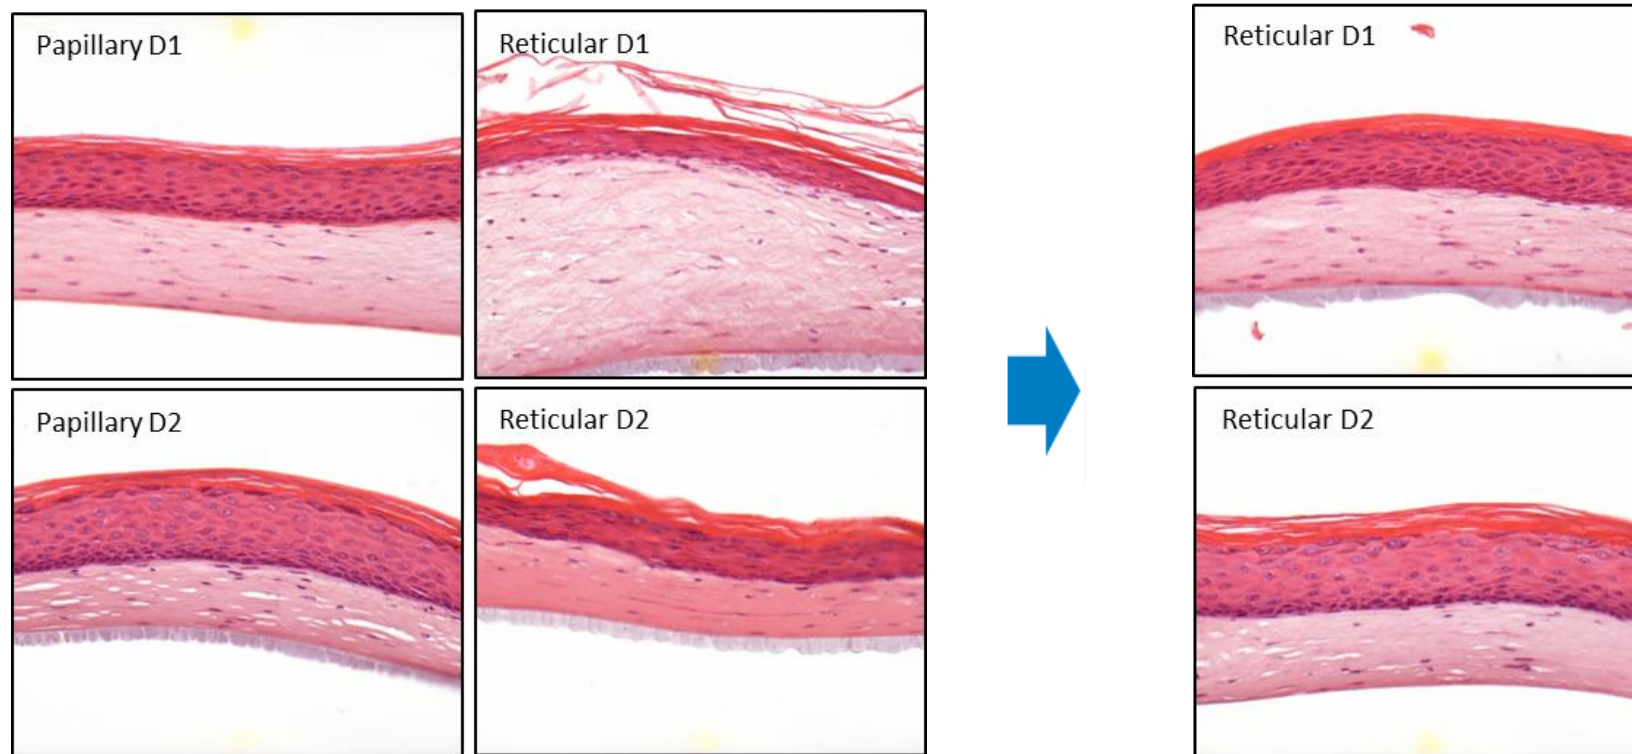 Papillary D1
Reticular D1
Reticular D1
Papillary D2
Reticular D2
Reticular D2